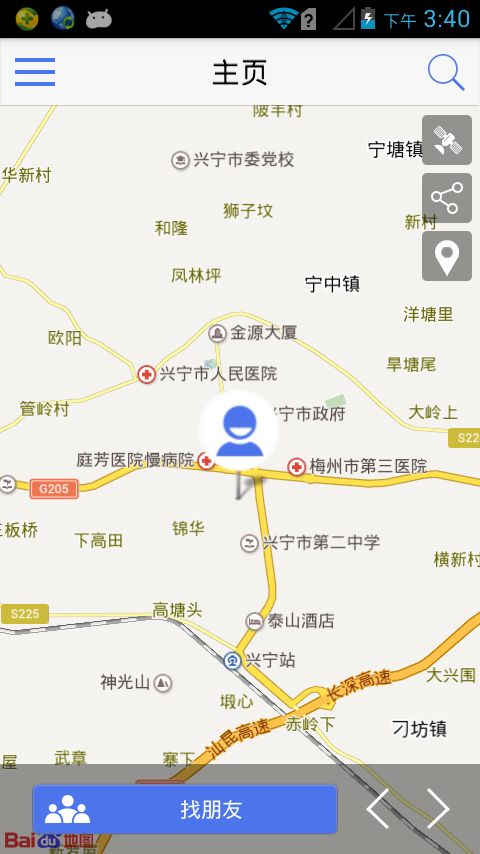 下午 3:40
主页
陂丰村
宁塘镇
兴宁市委党校
华新村
狮子坟
新村
和隆
凤林坪
宁中镇
洋塘里
金源大厦
欧阳
旱塘尾
兴宁市人民医院
管岭村
兴宁市政府
大岭上
S22
庭芳医院慢病院
梅州市第三医院
G205
板桥
锦华
下高田
兴宁市第二中学
横新村
S225
高塘头
泰山酒店
兴宁站
神光山
大兴围
长深高速
塅心
赤岭下
刁坊镇
汕昆高速
武章
寨下
屋
找朋友
Bai du 地图